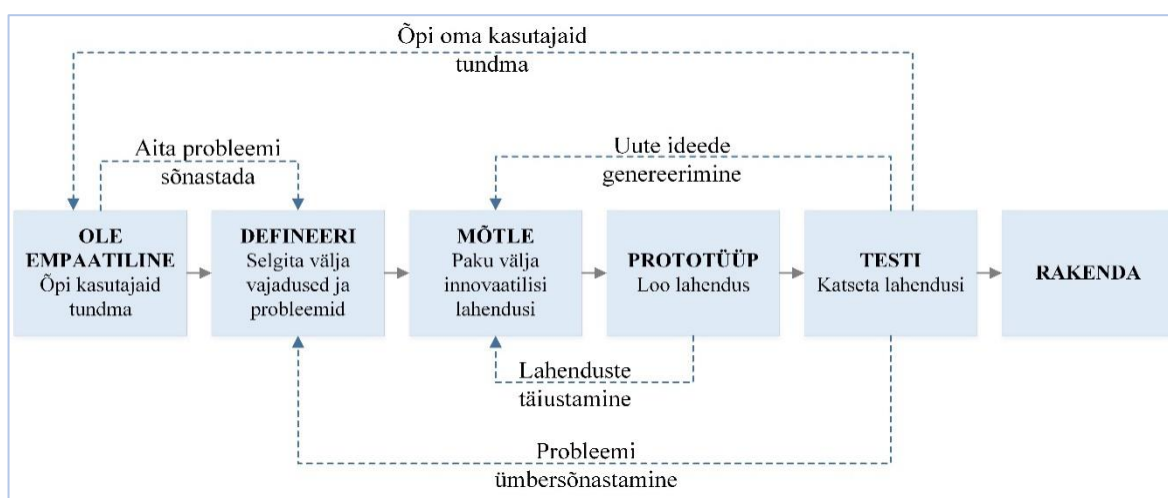 Õpi oma kasutajaid
tundma
Aita probleemi
sõnastada
Uute ideede
genereerimine
OLE
EMPAATILINE
Õpi kasutajaid
tundma
DEFINEERI
Selgita välja
vajadused ja
probleemid
MÕTLE
Paku välja
innovaatilisi
lahendusi
PROTOTÜÜP
Loo lahendus
TESTI
Katseta lahendusi
RAKENDA
Lahenduste
täiustamine
Probleemi
ümbersõnastamine